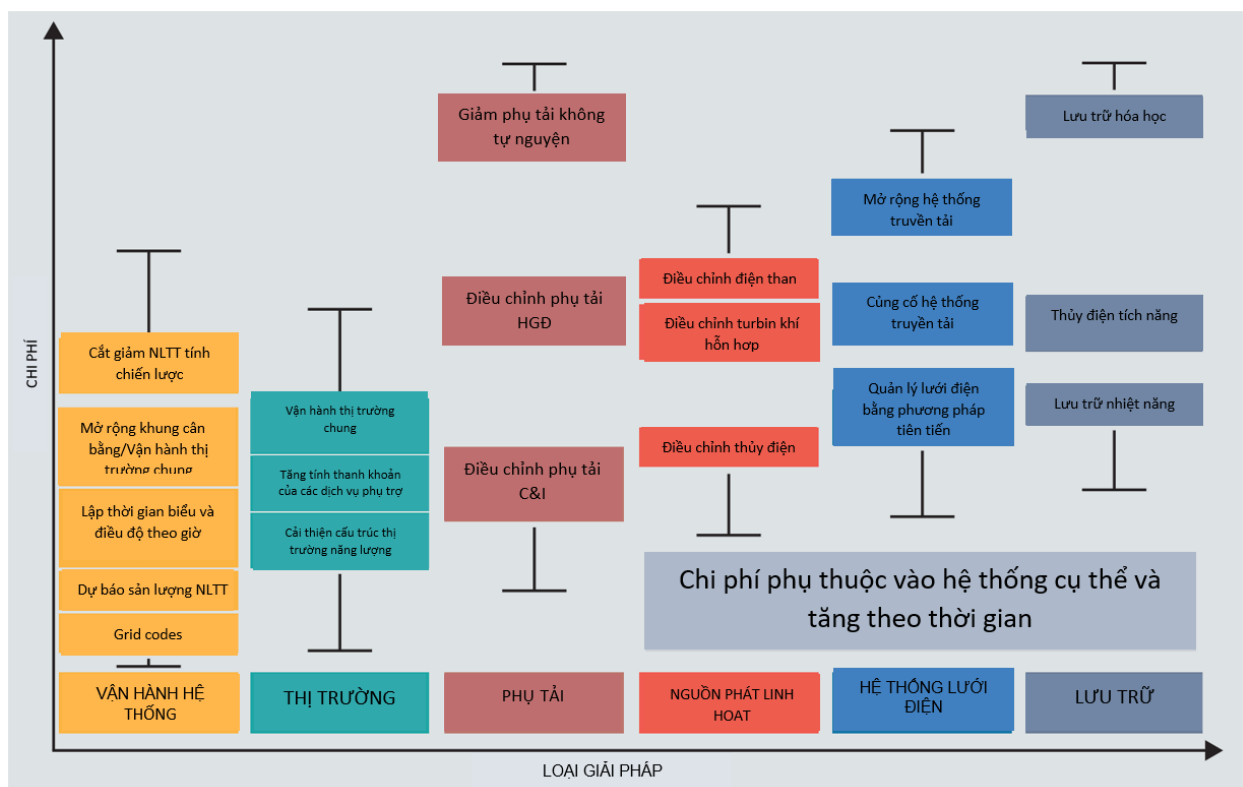 CHI PHÍ
Cắt giảm NLTT tính
chiến lược
Mở rộng khung cân
bằng/Vận hành thị
trường chung
Lập thời gian biểu và
điều độ theo giờ
Dự báo sản lượng NLTT
Grid codes
VẬN HÀNH HỆ
THỐNG
Vận hành thị trường
chung
Tăng tính thanh khoản
của các dịch vụ phụ trợ
Cải thiện cấu trúc thị
trường năng lượng
THỊ TRƯỜNG
Giảm phụ tải không
tự nguyện
Điều chỉnh phụ tải
HGĐ
Điều chỉnh phụ tải
C&I
PHỤ TẢI
Điều chỉnh điện than
Điều chỉnh turbin khí
hỗn hợp
Điều chỉnh thủy điện
NGUỒN PHÁT LINH
HOẠT
Mở rộng hệ thống
truyền tải
Củng cố hệ thống
truyền tải
Quản lý lưới điện
bằng phương pháp
tiên tiến
HỆ THỐNG LƯỚI
ĐIỆN
Lưu trữ hóa học
Thủy điện tích năng
Lưu trữ nhiệt năng
LƯU TRỮ
Chi phí phụ thuộc vào hệ thống cụ thể và
tăng theo thời gian
LOẠI GIẢI PHÁP